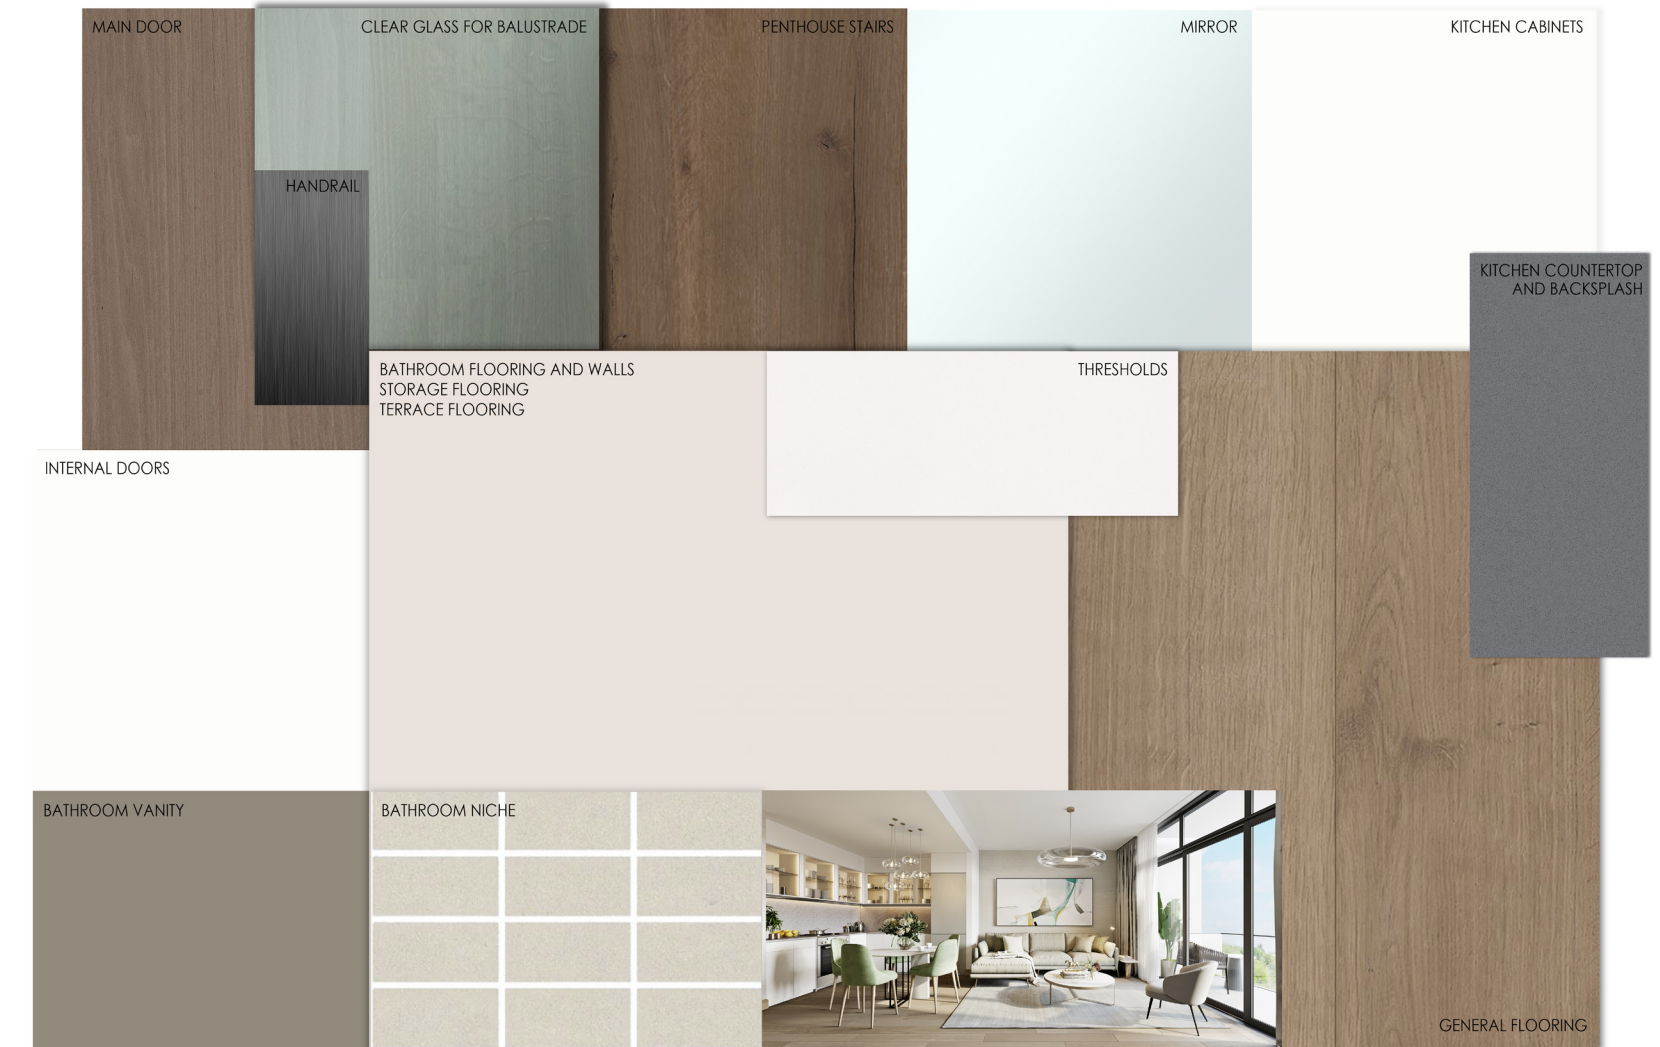 MAIN DOOR
CLEAR GLASS FOR BALUSTRADE
PENTHOUSE STAIRS
MIRROR
KITCHEN CABINETS
HANDRAIL
KITCHEN COUNTERTOP
AND BACKSPLASH
BATHROOM FLOORING AND WALLS
STORAGE FLOORING
TERRACE FLOORING
THRESHOLDS
INTERNAL DOORS
BATHROOM VANITY
BATHROOM NICHE
GENERAL FLOORING